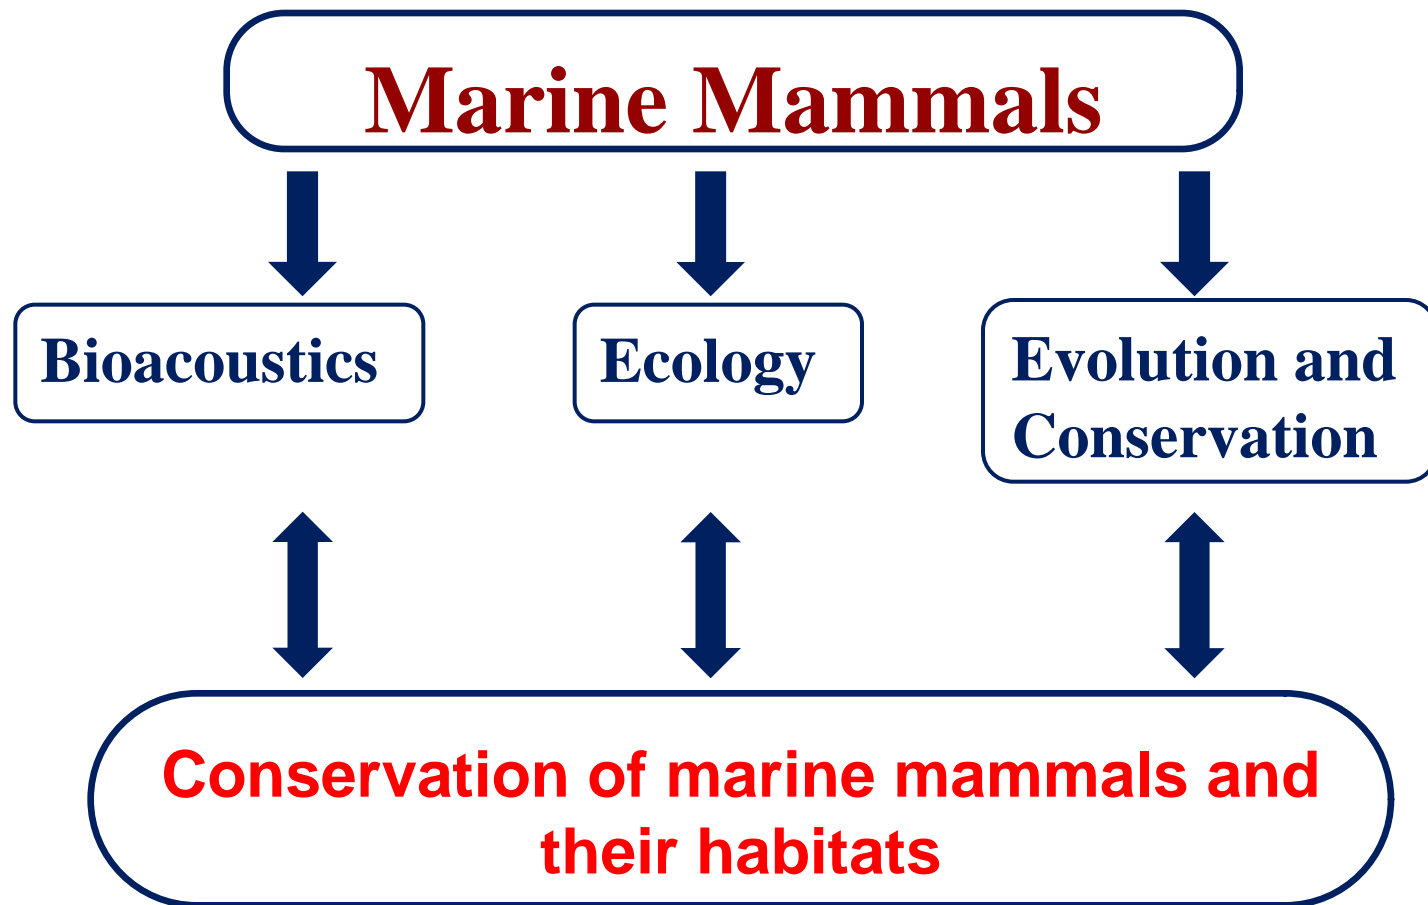 Marine Mammals
Bioacoustics
Ecology
Evolution and
Conservation
Conservation of marine mammals and
their habitats